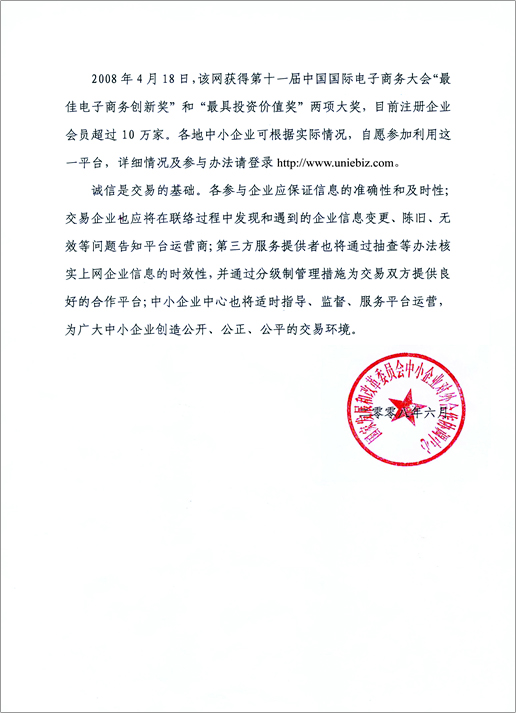 2008 年 4 月 18 日，该网获得第十一届中国国际电子商务大会“最
佳电子商务创新奖”和“最具投资价值奖”两项大奖，目前注册企业
会员超过 10 万家。各地中小企业可根据实际情况，自愿参加利用这
一平台，详细情况及参与办法请登录 http://www.uniebiz.com。
诚信是交易的基础。各参与企业应保证信息的准确性和及时性；
交易企业也应将在联络过程中发现和遇到的企业信息变更、陈旧、无
效等问题告知平台运营商；第三方服务提供者也将通过抽查等办法核
实上网企业信息的时效性，并通过分级制管理措施为交易双方提供良
好的合作平台；中小企业中心也将适时指导、监督、服务平台运营，
为广大中小企业创造公开、公正、公平的交易环境。
国家发展和改革委员会中小企业对外合作协调中心
零零八年六月